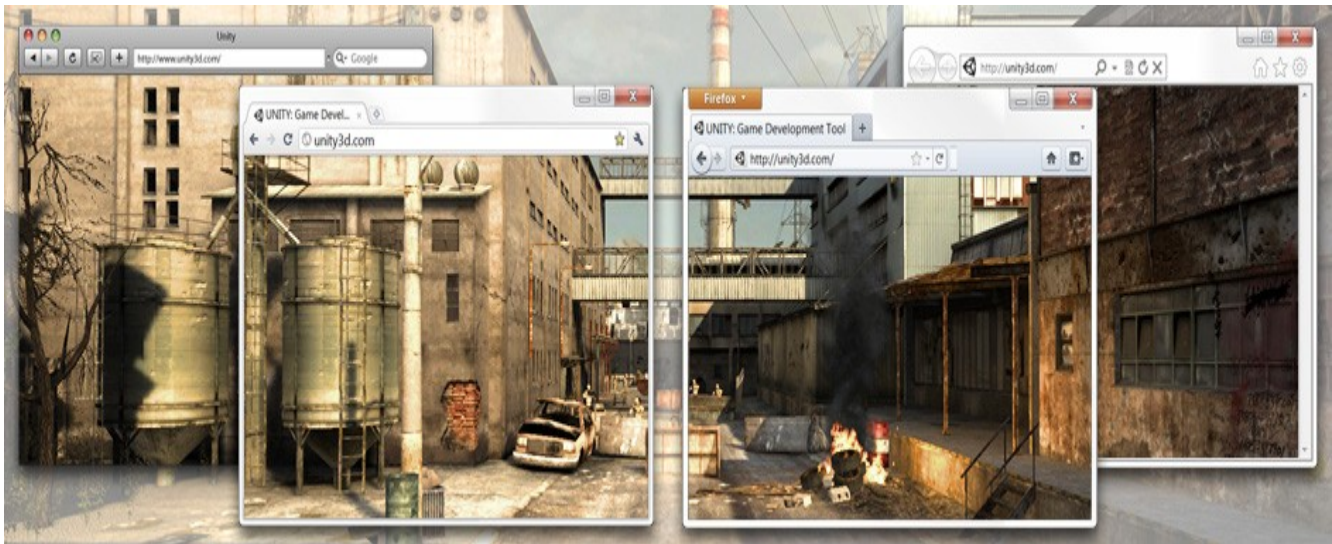 Unity
http://www.unity3d.com/
Google
UNITY: Game Devel...
unity3d.com
Firefox
UNITY: Game Development Tool
http://unity3d.com/
http://unity3d.com/